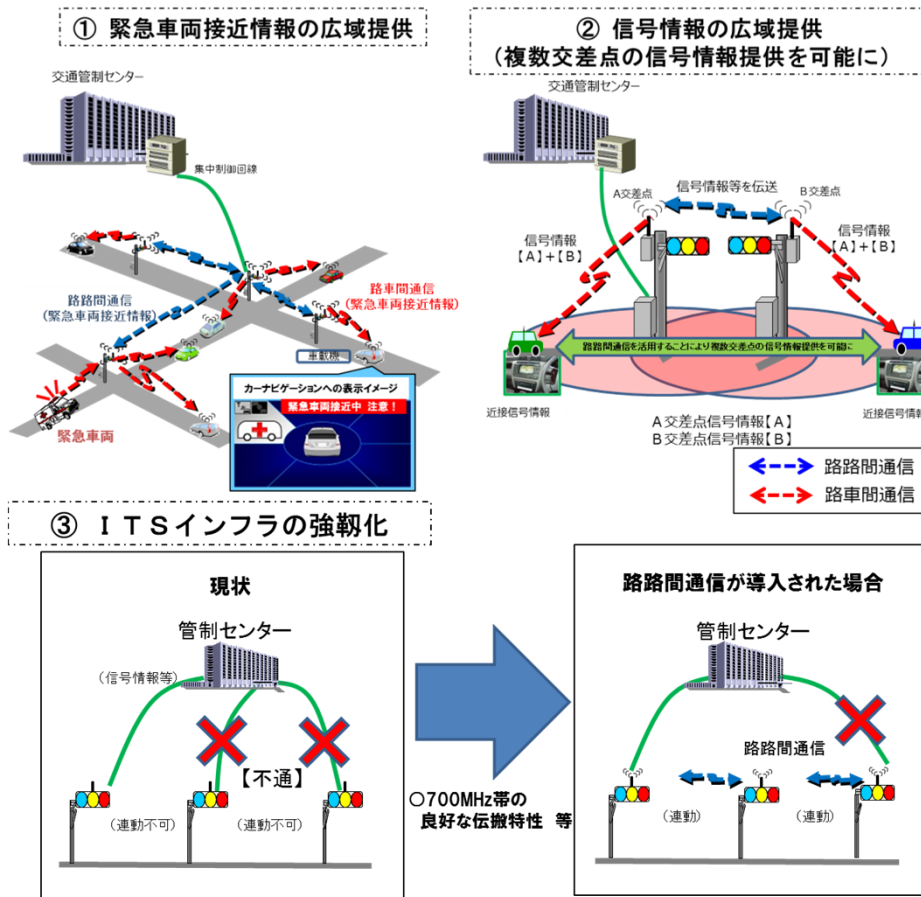 ① 緊急車両接近情報の広域提供
交通管制センター
集中制御回線
路路間通信
(緊急車両接近情報)
路車間通信
(緊急車両接近情報)
車載機
カーナビゲーションへの表示イメージ
緊急車両接近中 注意！
緊急車両
② 信号情報の広域提供
(複数交差点の信号情報提供を可能に)
交通管制センター
A交差点
信号情報等を伝送
B交差点
信号情報
【A】+【B】
信号情報
【A】+【B】
路路間通信を活用することにより複数交差点の信号情報提供を可能に
近接信号情報
近接信号情報
A交差点信号情報【A】
B交差点信号情報【B】
路路間通信
路車間通信
③ ＩＴＳインフラの強靱化
現状
管制センター
(信号情報等)
【不通】
(連動不可)
(連動不可)
○700MHz帯の
良好な伝搬特性 等
路路間通信が導入された場合
管制センター
路路間通信
(連動)
(連動)